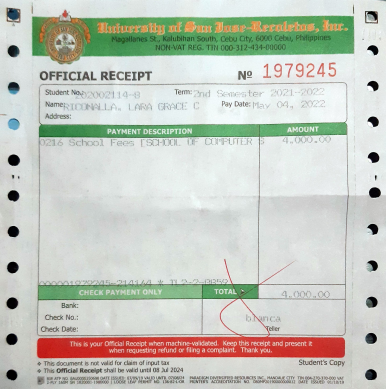 University of San Jose-Recoletos, Inc.
Magallanes St., Kalubihan South, Cebu City, 6000 Cebu, Philippines
NON-VAT REG. TIN 000-312-434-00000
OFFICIAL RECEIPT
No 1979245
Student No.: 2002114-8 Term: 2nd Semester 2021-2022
Name: RICONALLA, LARA GRACE C Pay Date: May 04, 2022
Address:
PAYMENT DESCRIPTION AMOUNT
0216 School Fees [SCHOOL OF COMPUTER S 4,000.00
CHECK PAYMENT ONLY TOTAL 4,000.00
Bank:
Check No.: bianca
Check Date: Teller
This is your Official Receipt when machine-validated. Keep this receipt and present it
when requesting refund or filing a complaint. Thank you.
This document is not valid for claim of input tax Student's Copy
This Official Receipt shall be valid until 08 Jul 2024